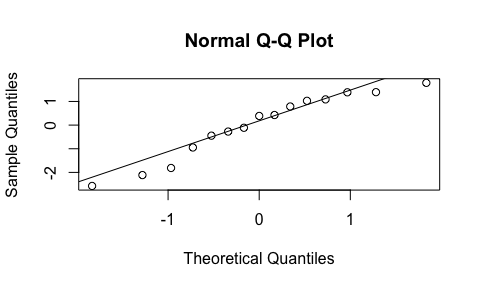 Normal Q-Q Plot
Sample Quantiles
1
0
-2
-1
0
1
Theoretical Quantiles